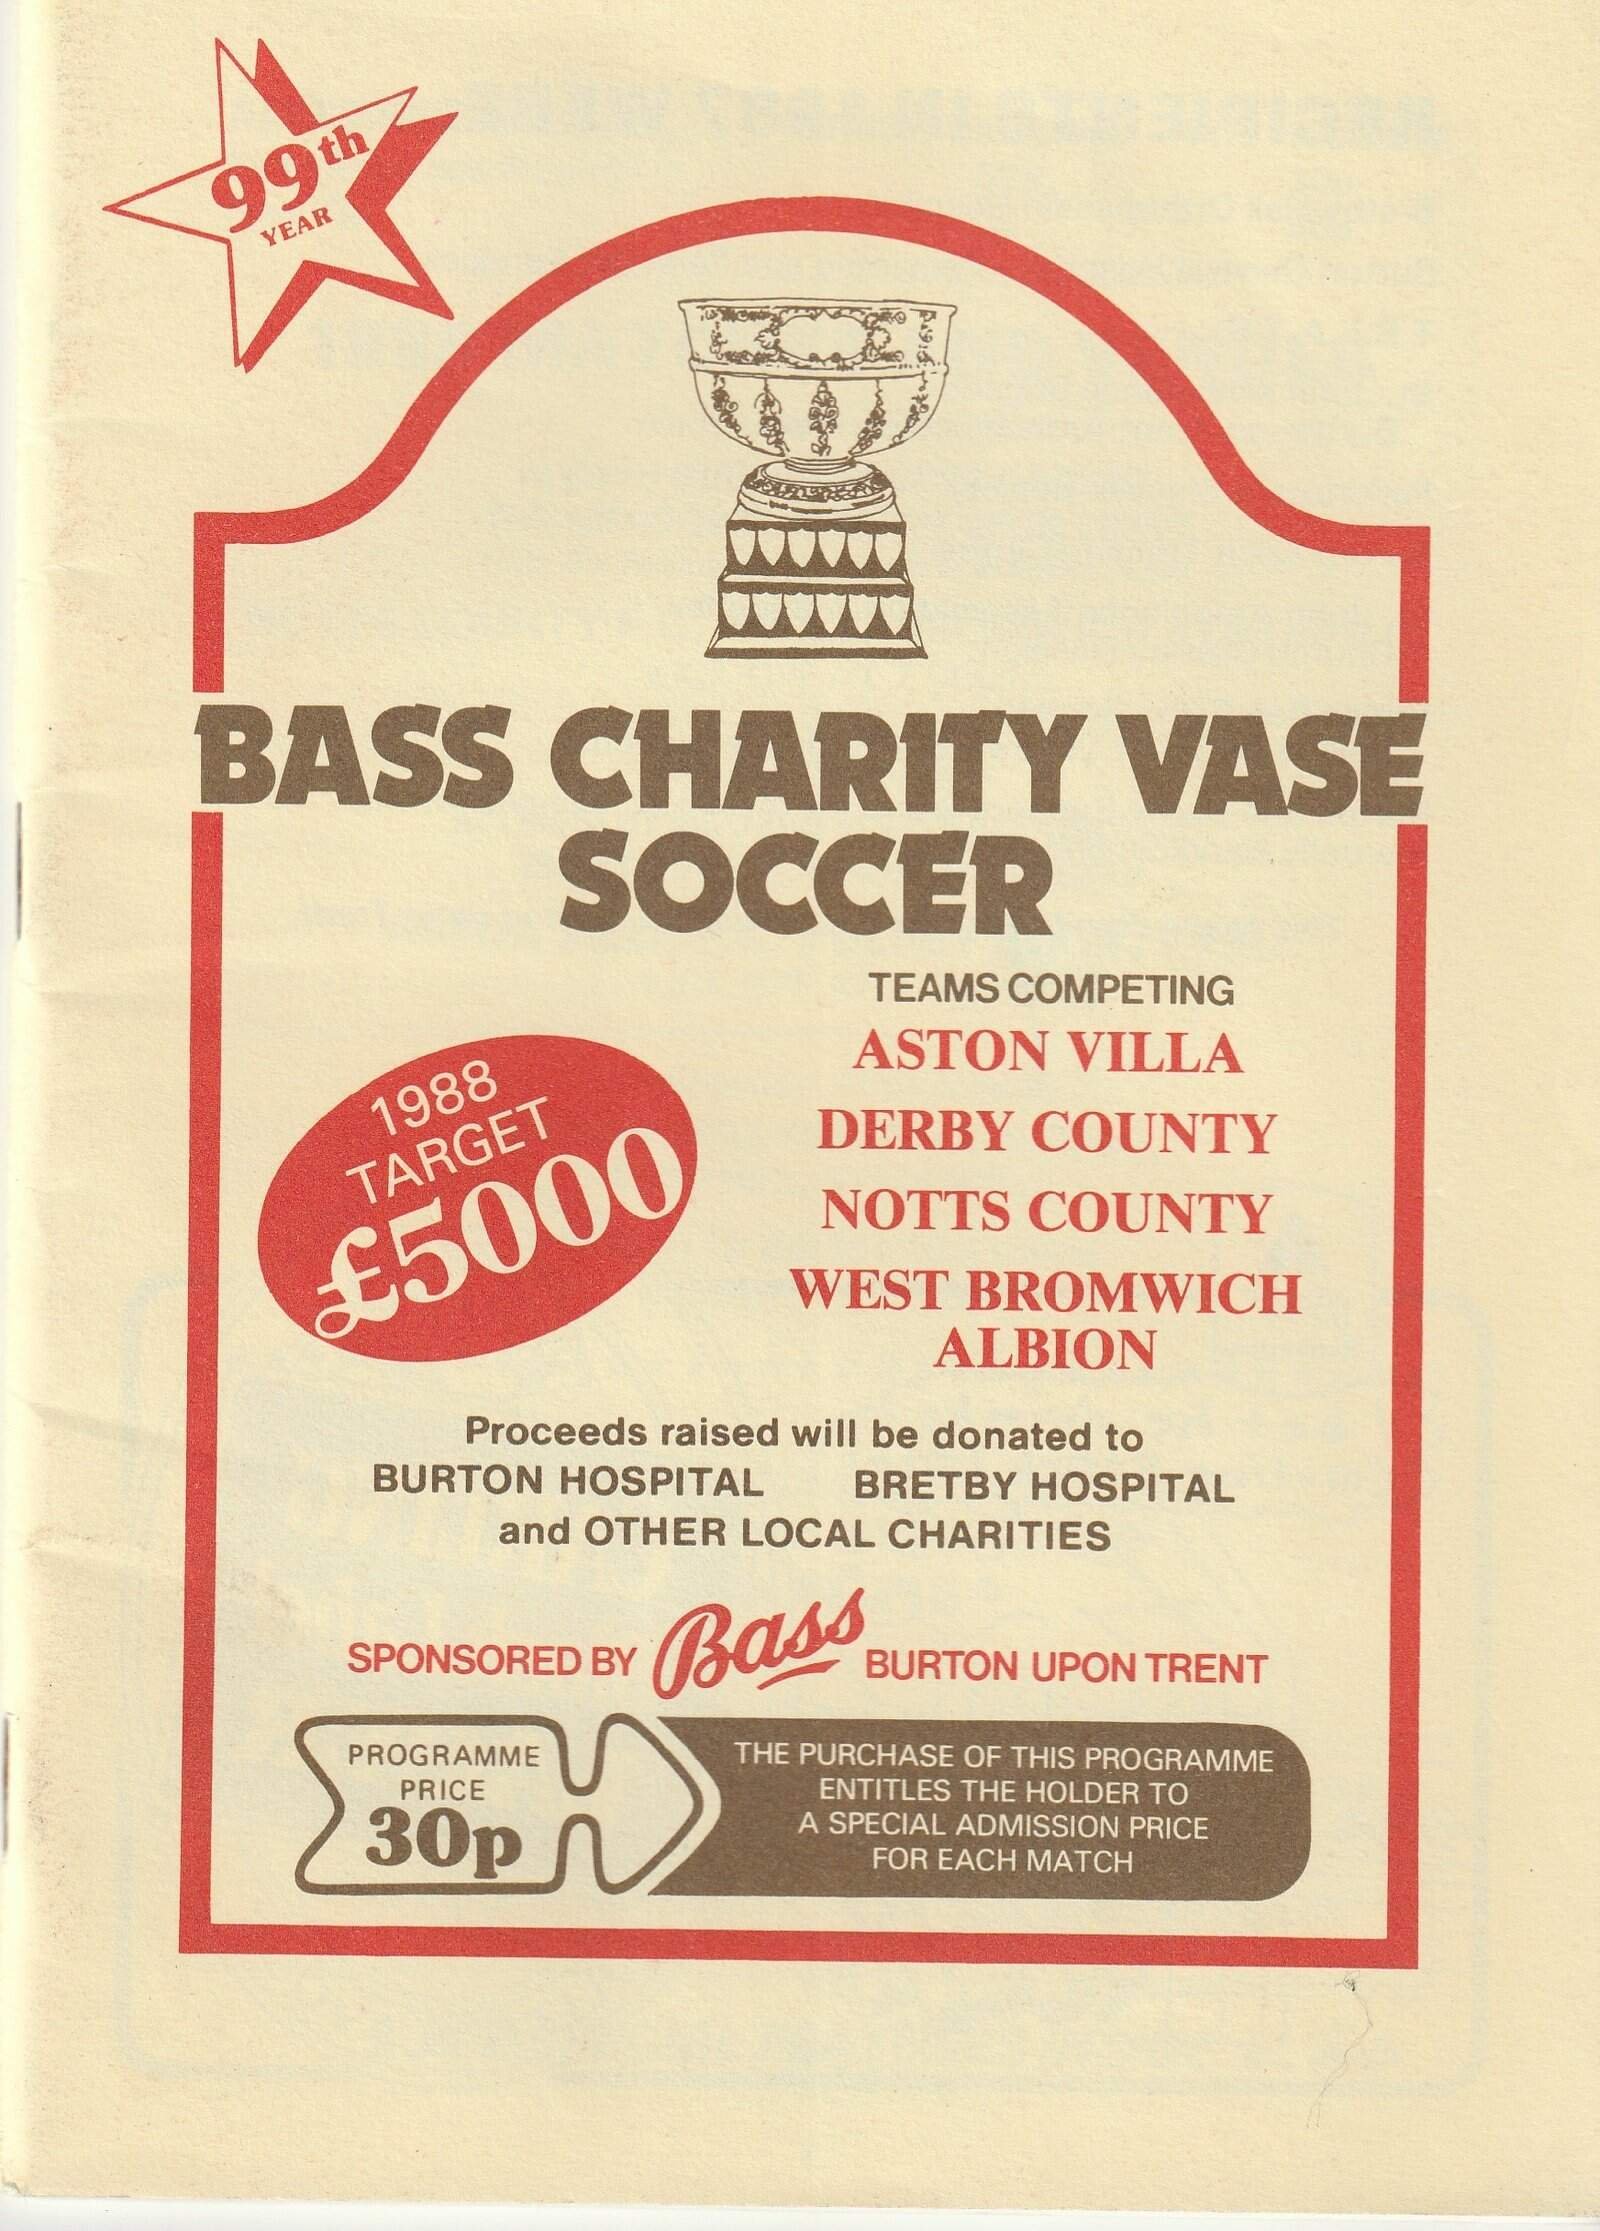 99th
YEAR
BASS CHARITY VASE
SOCCER
TEAMS COMPETING
ASTON VILLA
DERBY COUNTY
NOTTS COUNTY
WEST BROMWICH
ALBION
1988
TARGET
£5000
Proceeds raised will be donated to
BURTON HOSPITAL BRETBY HOSPITAL
and OTHER LOCAL CHARITIES
SPONSORED BY Bass BURTON UPON TRENT
PROGRAMME
PRICE
30p
THE PURCHASE OF THIS PROGRAMME
ENTITLES THE HOLDER TO
A SPECIAL ADMISSION PRICE
FOR EACH MATCH